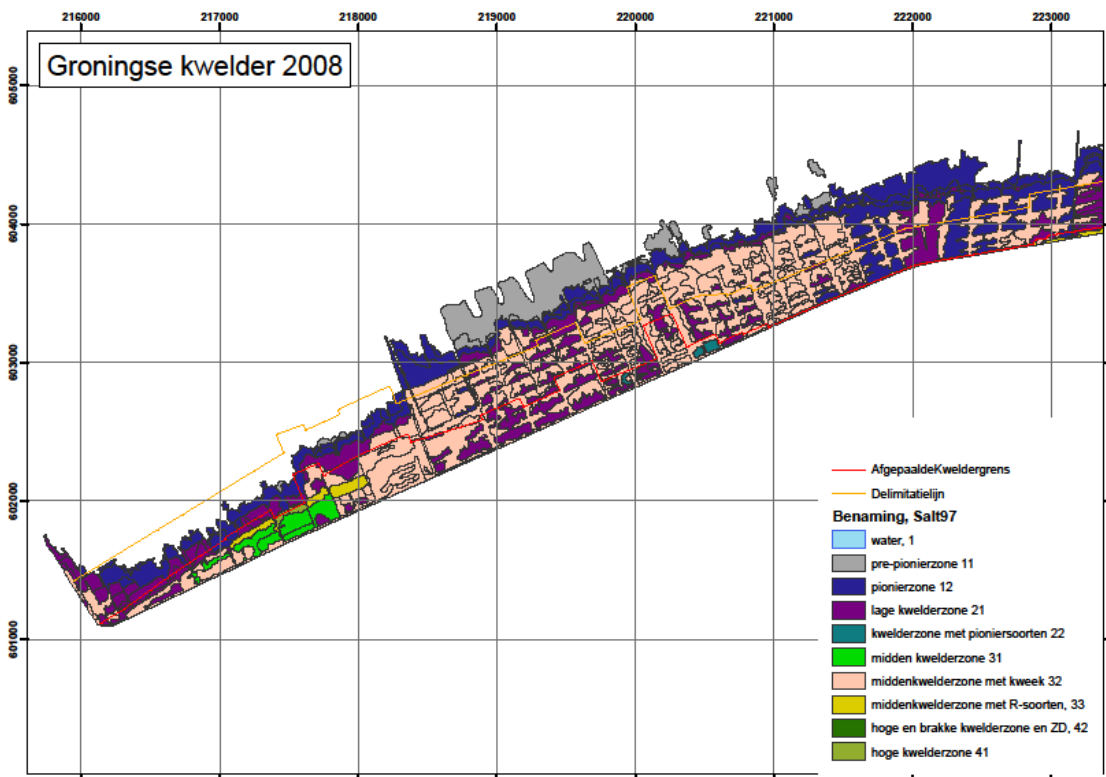 216000 217000 218000 219000 220000 221000 222000 223000
Groningse kwelder 2008
605000
604000
603000
602000
601000
AfgepaaldeKweldergrens
Delimitatielijn
Benaming, Salt97
water, 1
pre-pionierzone 11
pionierzone 12
lage kwelderzone 21
kwelderzone met pioniersoorten 22
midden kwelderzone 31
middenkwelderzone met kweek 32
middenkwelderzone met R-soorten, 33
hoge en brakke kwelderzone en ZD, 42
hoge kwelderzone 41